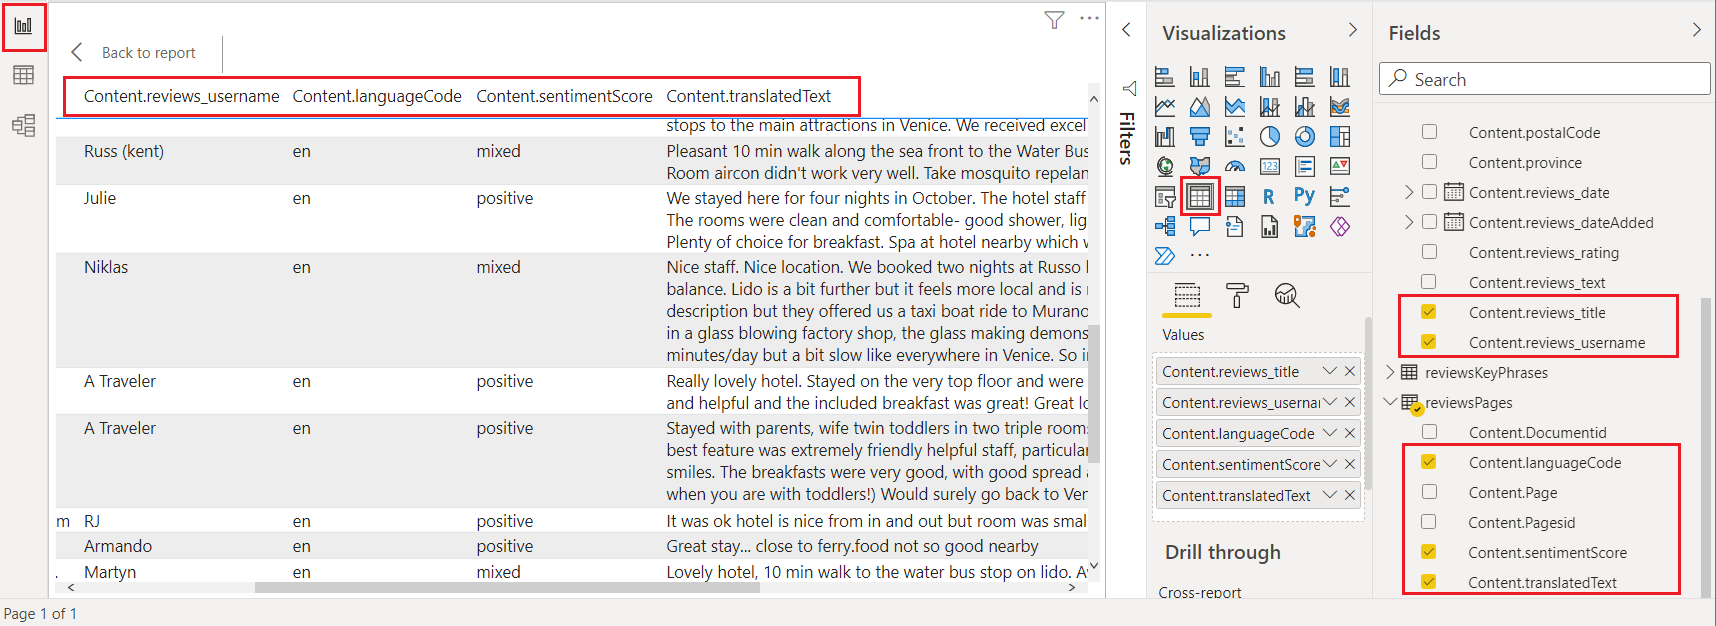 Back to report
Content.reviews_username Content.languageCode Content.sentimentScore Content.translatedText
stops to the main attractions in Venice. We received excel
Russ (kent) en mixed Pleasant 10 min walk along the sea front to the Water Bus
Room aircon didn't work very well. Take mosquito repelan
Julie en positive We stayed here for four nights in October. The hotel staff
The rooms were clean and comfortable- good shower, lig
Plenty of choice for breakfast. Spa at hotel nearby which w
Niklas en mixed Nice staff. Nice location. We booked two nights at Russo
balance. Lido is a bit further but it feels more local and is
description but they offered us a taxi boat ride to Murano
in a glass blowing factory shop, the glass making demons
minutes/day but a bit slow like everywhere in Venice. So
A Traveler en positive Really lovely hotel. Stayed on the very top floor and were
and helpful and the included breakfast was great! Great lo
A Traveler en positive Stayed with parents, wife twin toddlers in two triple room
best feature was extremely friendly helpful staff, particular
smiles. The breakfasts were very good, with good spread
when you are with toddlers!) Would surely go back to Ven
m RJ en positive It was ok hotel is nice from in and out but room was smal
Armando en positive Great stay... close to ferry.food not so good nearby
. Martyn en mixed Lovely hotel, 10 min walk to the water bus stop on lido.
Page 1 of 1
Filters
Visualizations
123
R
Py
...
Values
Content.reviews_title
Content.reviews_userna
Content.languageCode
Content.sentimentScore
Content.translatedText
Drill through
Cross-report
Fields
Search
Content.postalCode
Content.province
Content.reviews_date
Content.reviews_dateAdded
Content.reviews_rating
Content.reviews_text
Content.reviews_title
Content.reviews_username
reviewsKeyPhrases
reviewsPages
Content.Documentid
Content.languageCode
Content.Page
Content.Pagesid
Content.sentimentScore
Content.translatedText